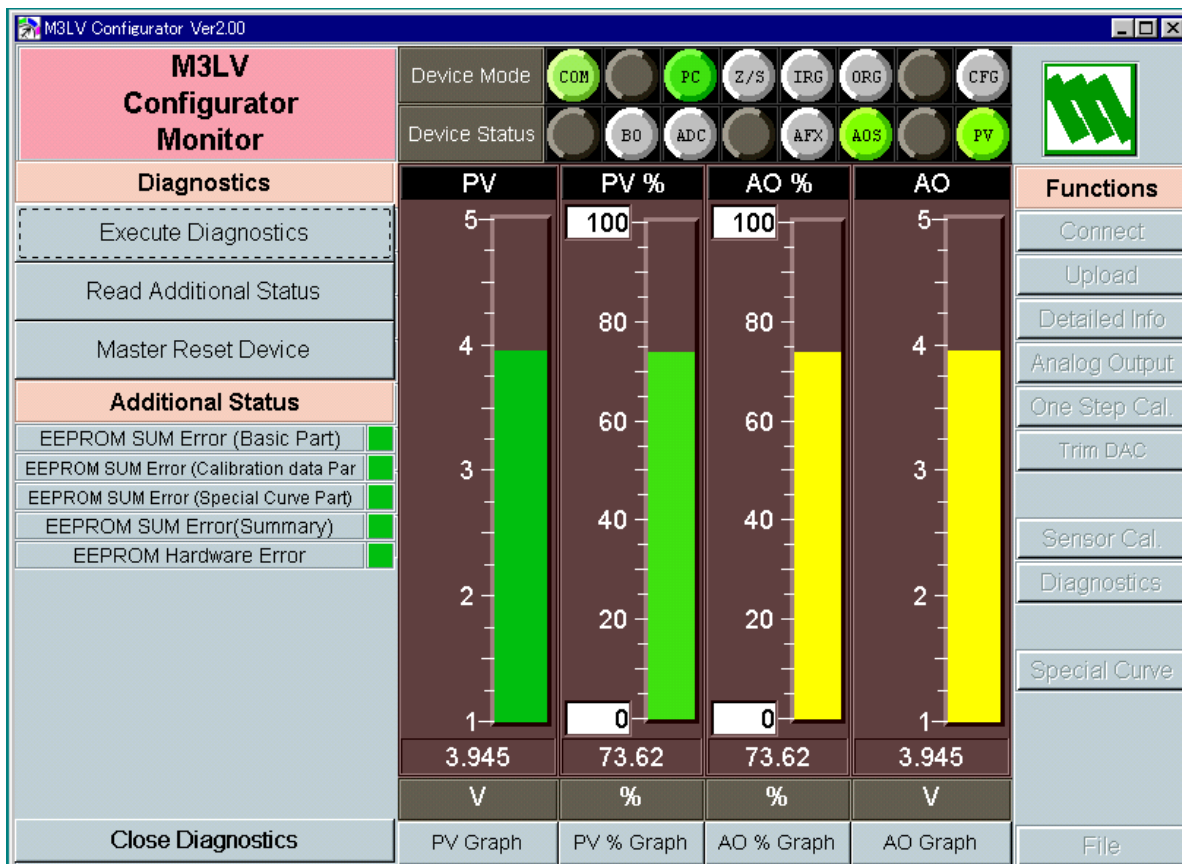 M3LV Configurator Ver2.00
M3LV
Configurator
Monitor
Device Mode
COM PC Z/S IRG ORG CFG
Device Status
BO ADC AFX AOS PV
Diagnostics
Execute Diagnostics
Read Additional Status
Master Reset Device
Additional Status
EEPROM SUM Error (Basic Part)
EEPROM SUM Error (Calibration data Par
EEPROM SUM Error (Special Curve Part)
EEPROM SUM Error(Summary)
EEPROM Hardware Error
Close Diagnostics
PV
5
4
3
2
1
3.945
V
PV Graph
PV %
100
80
60
40
20
0
73.62
%
PV % Graph
AO %
100
80
60
40
20
0
73.62
%
AO % Graph
AO
5
4
3
2
1
3.945
V
AO Graph
Functions
Connect
Upload
Detailed Info
Analog Output
One Step Cal.
Trim DAC
Sensor Cal.
Diagnostics
Special Curve
File